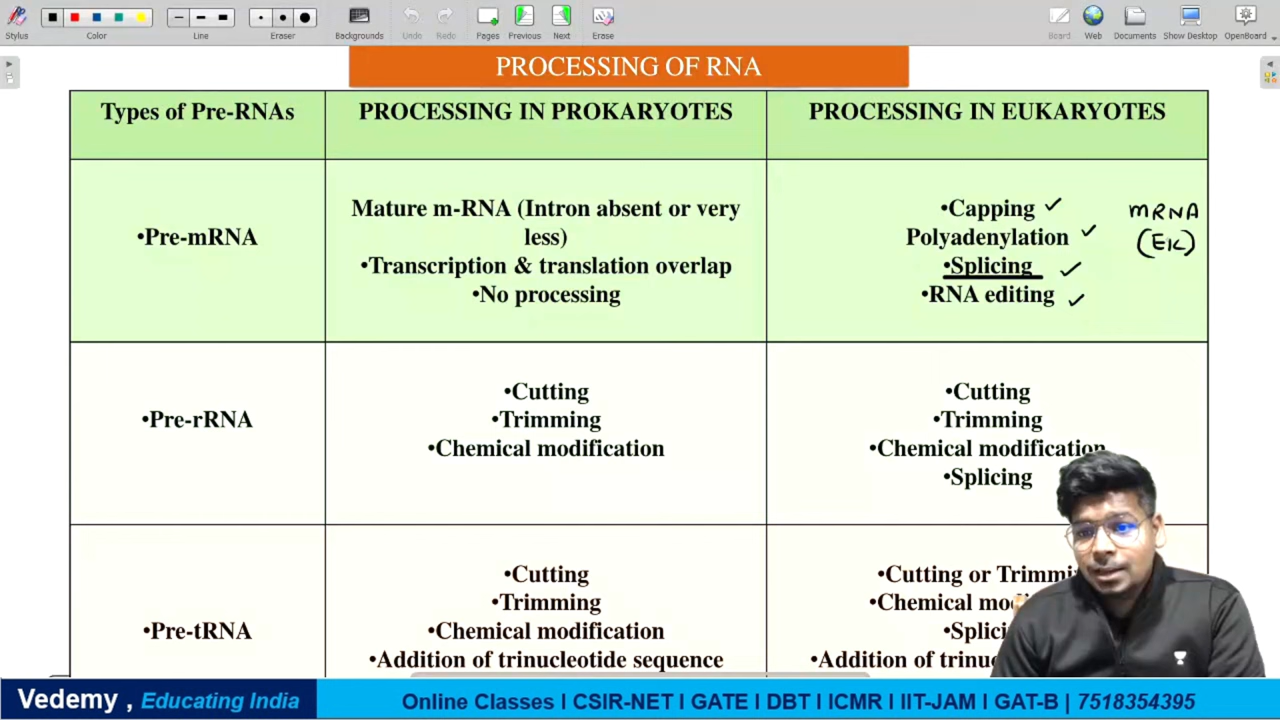 Stylus
Color
Line
Eraser
Backgrounds
Undo
Redo
Pages
Previous
Next
Erase
Board
Web
Documents
Show Desktop
OpenBoard
PROCESSING OF RNA
Types of Pre-RNAs
PROCESSING IN PROKARYOTES
PROCESSING IN EUKARYOTES
•Pre-mRNA
Mature m-RNA (Intron absent or very
less)
•Transcription & translation overlap
•No processing
•Capping ✓
Polyadenylation ✓
•Splicing ✓
•RNA editing ✓
mRNA
(EK)
•Pre-rRNA
•Cutting
•Trimming
•Chemical modification
•Cutting
•Trimming
•Chemical modification
•Splicing
•Pre-tRNA
•Cutting
•Trimming
•Chemical modification
•Addition of trinucleotide sequence
•Cutting or
•Chemical
•Addition of
Vedemy , Educating India
Online Classes I CSIR-NET I GATE I DBT I ICMR I IIT-JAM I GAT-B | 7518354395